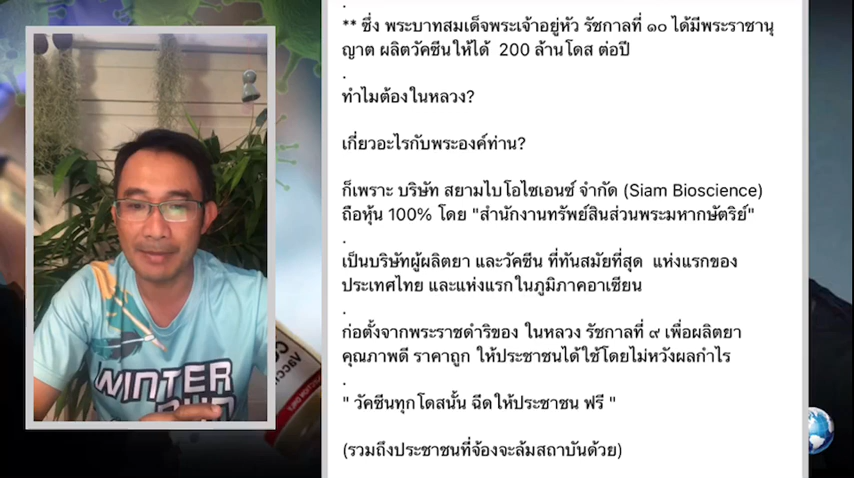 .
** ซึ่ง พระบาทสมเด็จพระเจ้าอยู่หัว รัชกาลที่ ๑๐ ได้มีพระราชานุ
ญาต ผลิตวัคซีนให้ได้ 200 ล้านโดส ต่อปี
.
ทำไมต้องในหลวง?
เกี่ยวอะไรกับพระองค์ท่าน?
ก็เพราะ บริษัท สยามไบโอไซเอนซ์ จำกัด (Siam Bioscience)
ถือหุ้น 100% โดย "สำนักงานทรัพย์สินส่วนพระมหากษัตริย์"
.
เป็นบริษัทผู้ผลิตยา และวัคซีน ที่ทันสมัยที่สุด แห่งแรกของ
ประเทศไทย และแห่งแรกในภูมิภาคอาเซียน
.
ก่อตั้งจากพระราชดำริของ ในหลวง รัชกาลที่ ๙ เพื่อผลิตยา
คุณภาพดี ราคาถูก ให้ประชาชนได้ใช้โดยไม่หวังผลกำไร
.
" วัคซีนทุกโดสนั้น ฉีดให้ประชาชน ฟรี "
(รวมถึงประชาชนที่จ้องจะล้มสถาบันด้วย)
WINTER